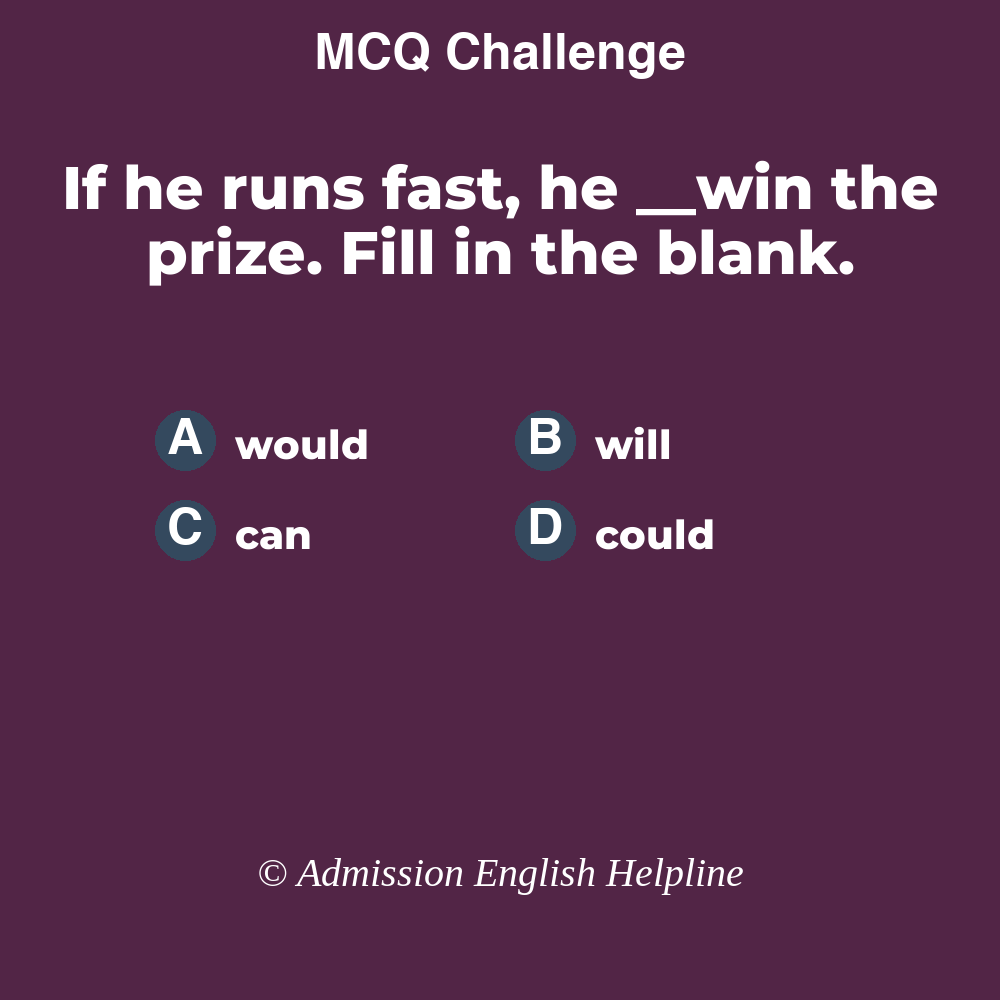 MCQ Challenge
If he runs fast, he __win the
prize. Fill in the blank.
A would
B will
C can
D could
© Admission English Helpline